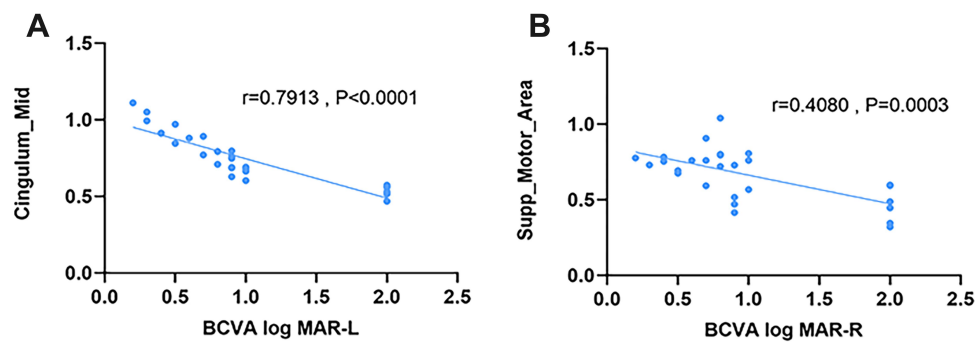 A
1.5
1.0
0.5
0.0
0.0 0.5 1.0 1.5 2.0 2.5
Cingulum_Mid
BCVA log MAR-L
r=0.7913 , P<0.0001
B
1.5
1.0
0.5
0.0
0.0 0.5 1.0 1.5 2.0 2.5
Supp_Motor_Area
BCVA log MAR-R
r=0.4080 , P=0.0003